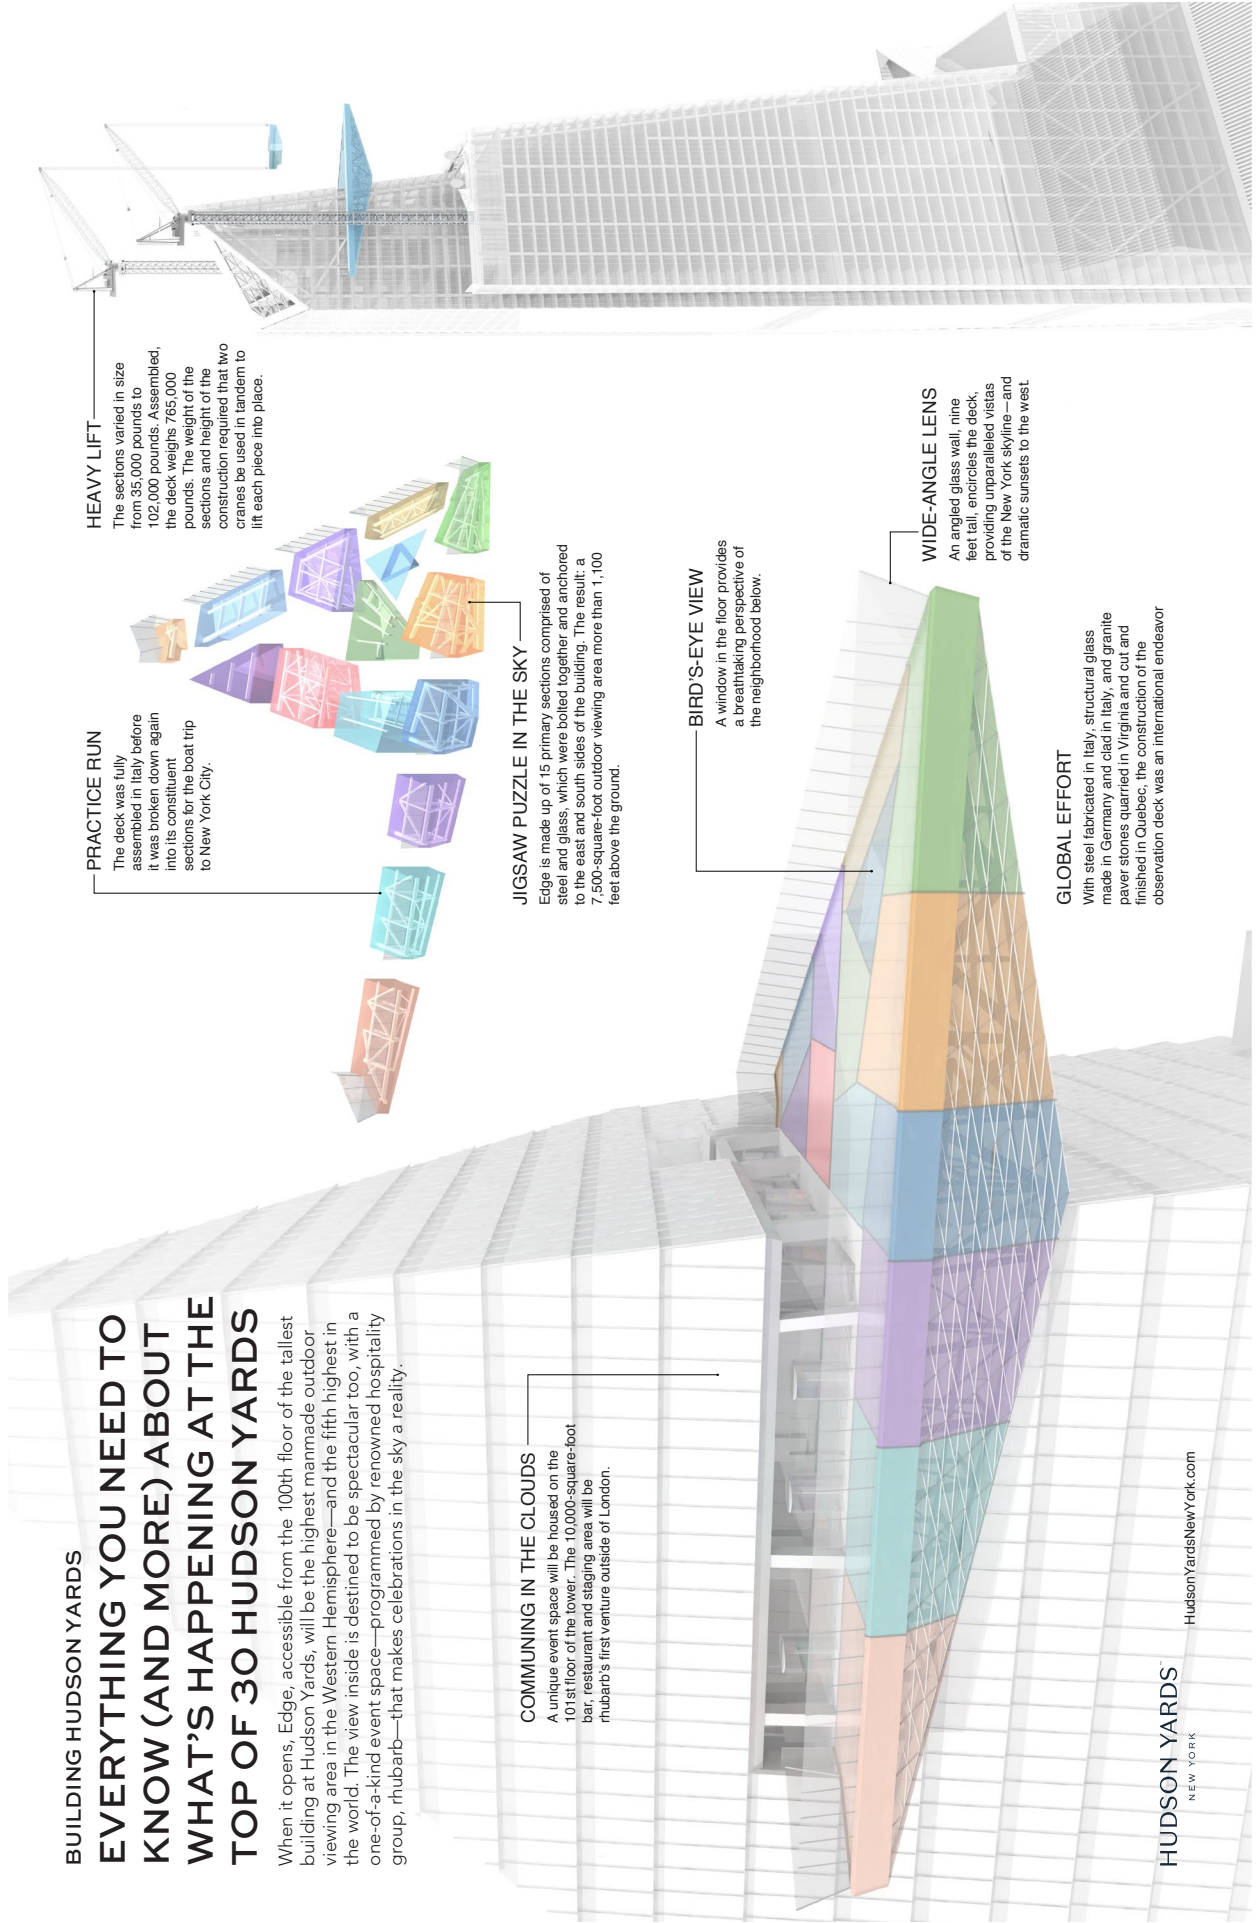 BUILDING HUDSON YARDS
EVERYTHING YOU NEED TO
KNOW (AND MORE) ABOUT
WHAT'S HAPPENING AT THE
TOP OF 30 HUDSON YARDS
When it opens, Edge, accessible from the 100th floor of the tallest
building at Hudson Yards, will be the highest manmade outdoor
viewing area in the Western Hemisphere—and the fifth highest in
the world. The view inside is destined to be spectacular too, with a
one-of-a-kind event space—programmed by renowned hospitality
group, rhubarb—that makes celebrations in the sky a reality.
PRACTICE RUN
The deck was fully
assembled in Italy before
it was broken down again
into its constituent
sections for the boat trip
to New York City.
HEAVY LIFT
The sections varied in size
from 35,000 pounds to
102,000 pounds. Assembled,
the deck weighs 765,000
pounds. The weight of the
sections and height of the
construction required that two
cranes be used in tandem to
lift each piece into place.
JIGSAW PUZZLE IN THE SKY
Edge is made up of 15 primary sections comprised of
steel and glass, which were bolted together and anchored
to the east and south sides of the building. The result: a
7,500-square-foot outdoor viewing area more than 1,100
feet above the ground.
COMMUNING IN THE CLOUDS
A unique event space will be housed on the
101st floor of the tower. The 10,000-square-foot
bar, restaurant and staging area will be
rhubarb's first venture outside of London.
BIRD'S-EYE VIEW
A window in the floor provides
a breathtaking perspective of
the neighborhood below.
WIDE-ANGLE LENS
An angled glass wall, nine
feet tall, encircles the deck,
providing unparalleled vistas
of the New York skyline—and
dramatic sunsets to the west.
GLOBAL EFFORT
With steel fabricated in Italy, structural glass
made in Germany and clad in Italy, and granite
paver stones quarried in Virginia and cut and
finished in Quebec, the construction of the
observation deck was an international endeavor
HUDSON YARDS™
NEW YORK
HudsonYardsNewYork.com